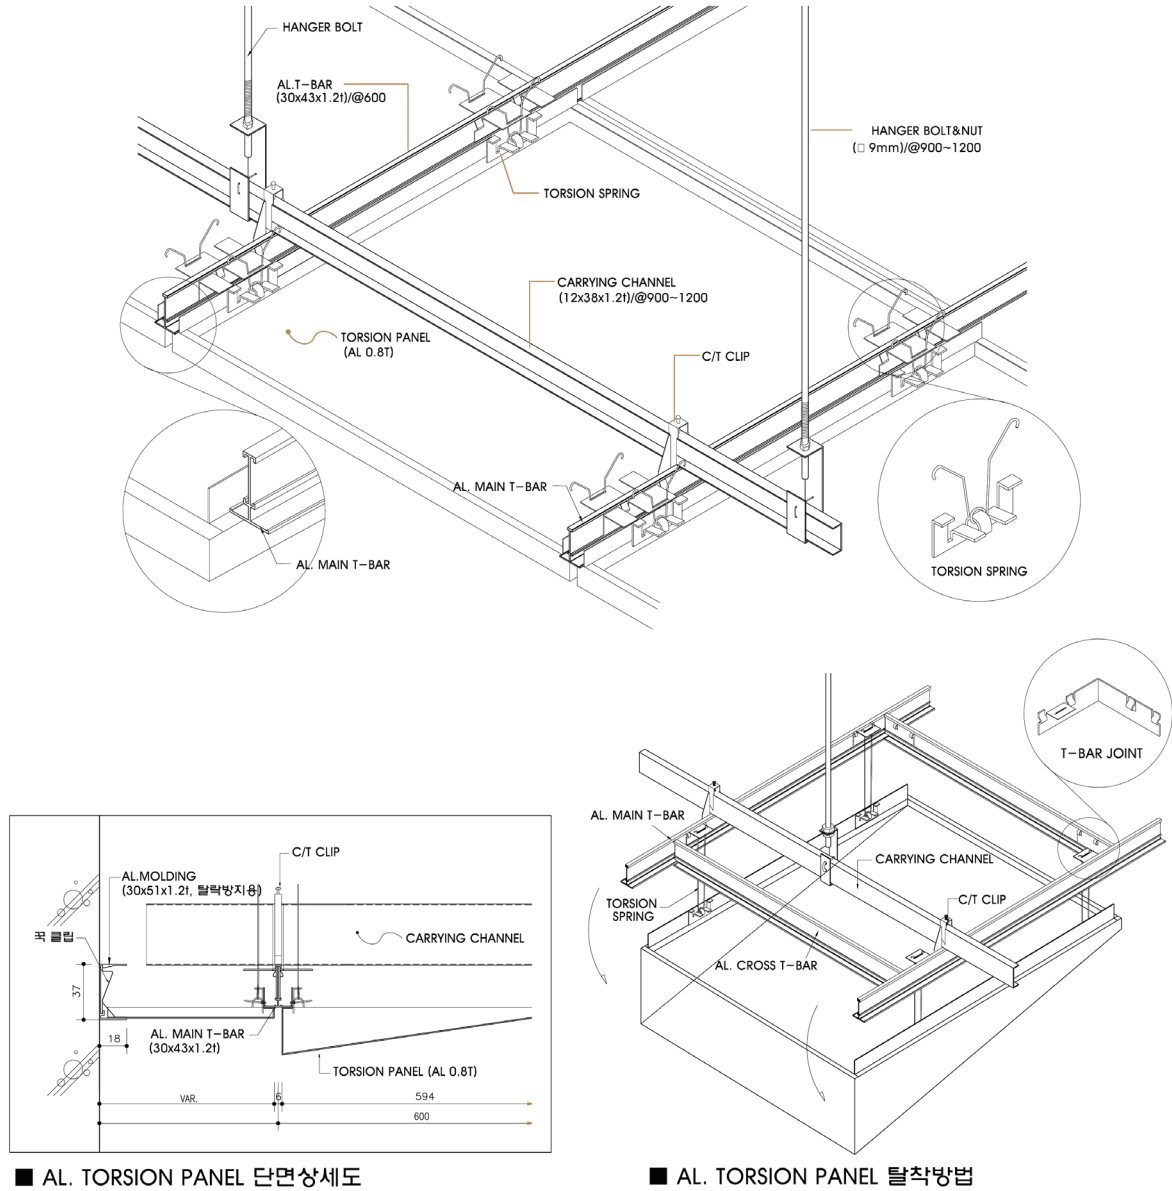 HANGER BOLT
AL.T-BAR
(30x43x1.2t)/@600
HANGER BOLT&NUT
(□ 9mm)/@900~1200
TORSION SPRING
CARRYING CHANNEL
(12x38x1.2t)/@900~1200
TORSION PANEL
(AL 0.8T)
C/T CLIP
AL. MAIN T-BAR
AL. MAIN T-BAR
TORSION SPRING
T-BAR JOINT
C/T CLIP
AL.MOLDING
(30x51x1.2t, 탈락방지용)
꾹 클립
CARRYING CHANNEL
37
18
AL. MAIN T-BAR
(30x43x1.2t)
TORSION PANEL (AL 0.8T)
VAR.
6
594
600
■ AL. TORSION PANEL 단면상세도
AL. MAIN T-BAR
CARRYING CHANNEL
C/T CLIP
TORSION
SPRING
AL. CROSS T-BAR
■ AL. TORSION PANEL 탈착방법